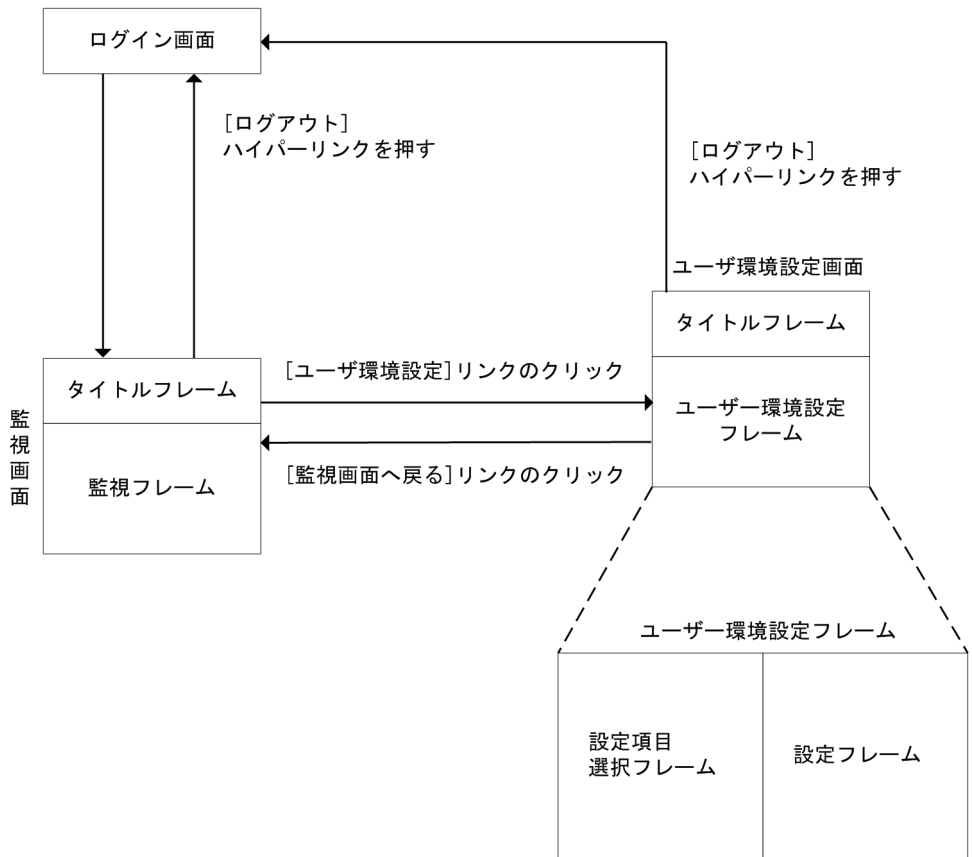 ログイン画面
[ログアウト]
ハイパーリンクを押す
[ログアウト]
ハイパーリンクを押す
ユーザ環境設定画面
タイトルフレーム
ユーザー環境設定
フレーム
[ユーザ環境設定]リンクのクリック
タイトルフレーム
監視画面
監視フレーム
[監視画面へ戻る]リンクのクリック
ユーザー環境設定フレーム
設定項目
選択フレーム
設定フレーム